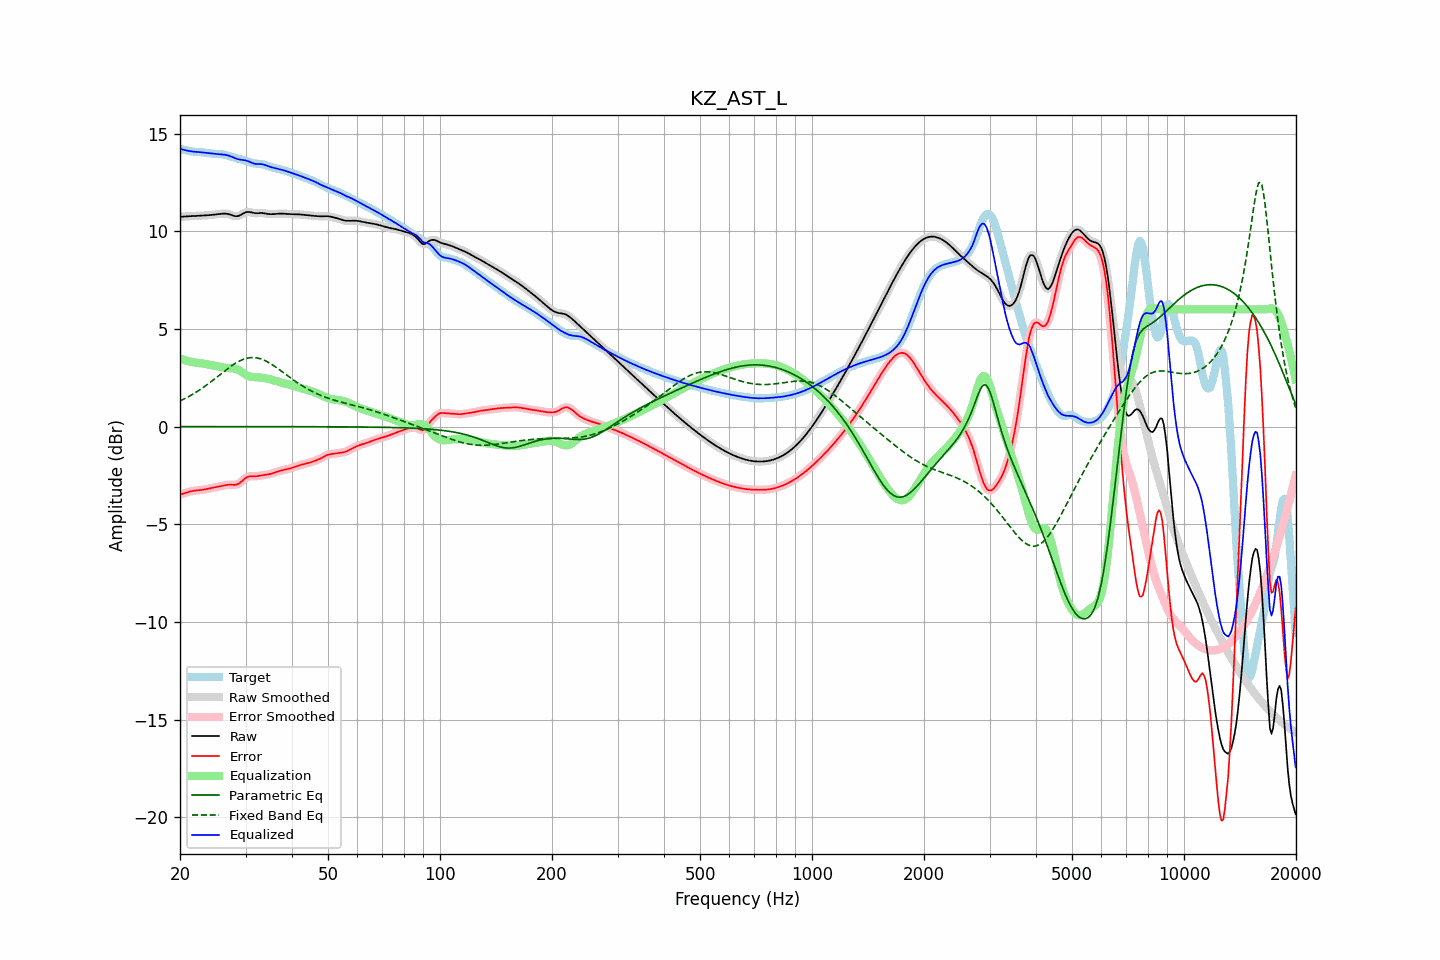 KZ_AST_L
Amplitude (dBr)
15
10
5
0
−5
−10
−15
−20
Target
Raw Smoothed
Error Smoothed
Raw
Error
Equalization
Parametric Eq
Fixed Band Eq
Equalized
20 50 100 200 500 1000 2000 5000 10000 20000
Frequency (Hz)